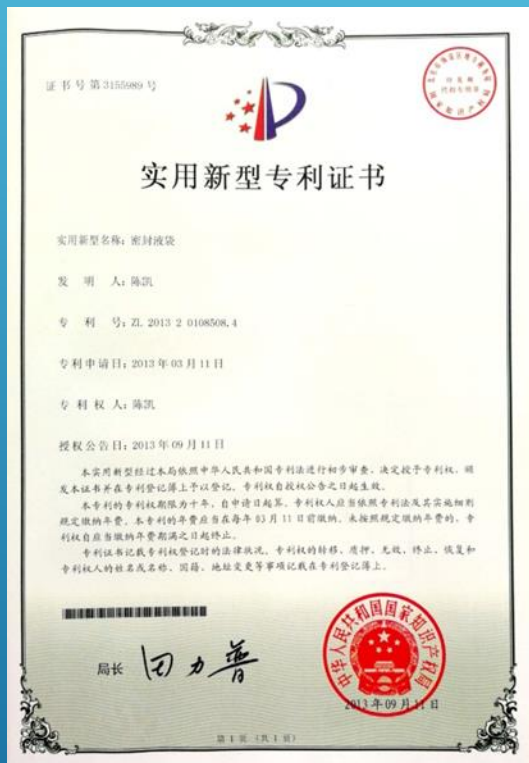 证书号第3155989号
实用新型专利证书
实用新型名称：密封液袋
发明人：陈凯
专利号：ZL 2013 2 0108508.4
专利申请日：2013年03月11日
专利权人：陈凯
授权公告日：2013年09月11日
本实用新型经过本局依照中华人民共和国专利法进行初步审查，决定授予专利权，颁
发本证书并在专利登记簿上予以登记。专利权自授权公告之日起生效。
本专利的专利权期限为十年，自申请日起算。专利权人应当依照专利法及其实施细则
规定缴纳年费。本专利的年费应当在每年03月11日前缴纳。未按照规定缴纳年费的，专
利权自应当缴纳年费期满之日起终止。
专利证书记载专利权登记时的法律状况。专利权的转移、质押、无效、终止、恢复和
专利权人的姓名或名称、国籍、地址变更等事项记载在专利登记簿上。
局长 田力普
中华人民共和国国家知识产权局
2013年09月11日
第1页（共1页）